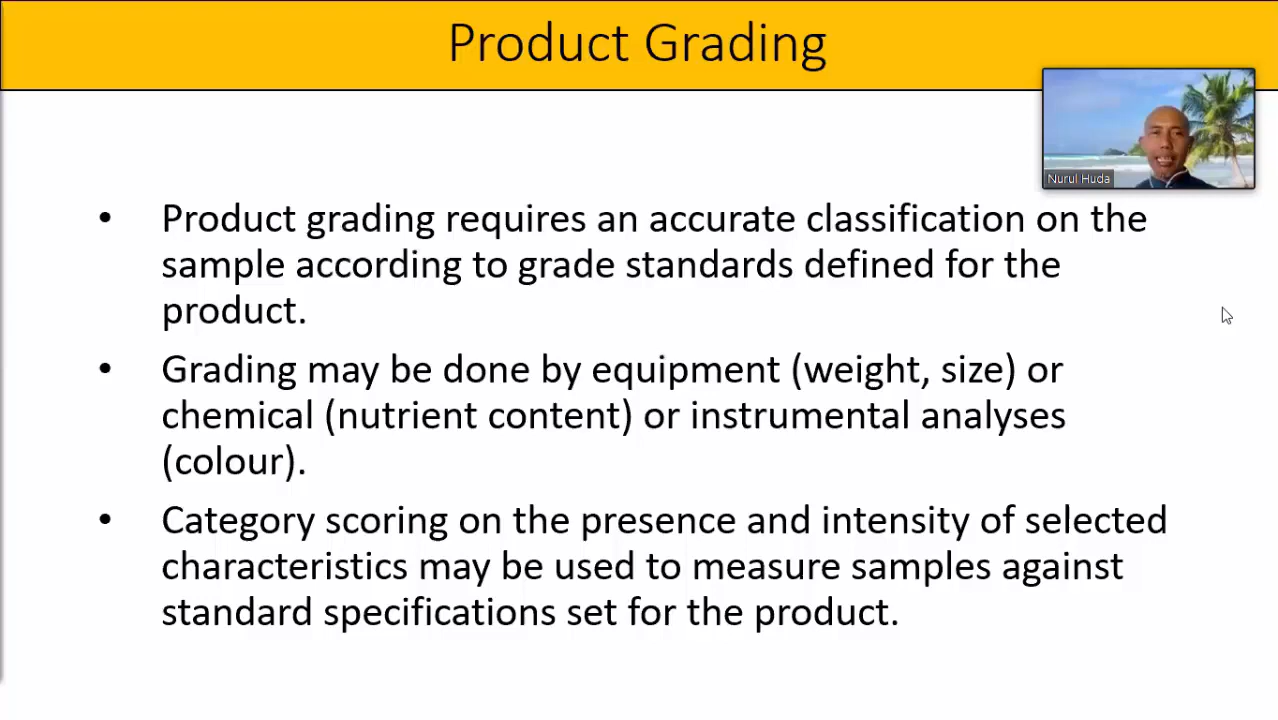 Product Grading
Nurul Huda
• Product grading requires an accurate classification on the
sample according to grade standards defined for the
product.
• Grading may be done by equipment (weight, size) or
chemical (nutrient content) or instrumental analyses
(colour).
• Category scoring on the presence and intensity of selected
characteristics may be used to measure samples against
standard specifications set for the product.